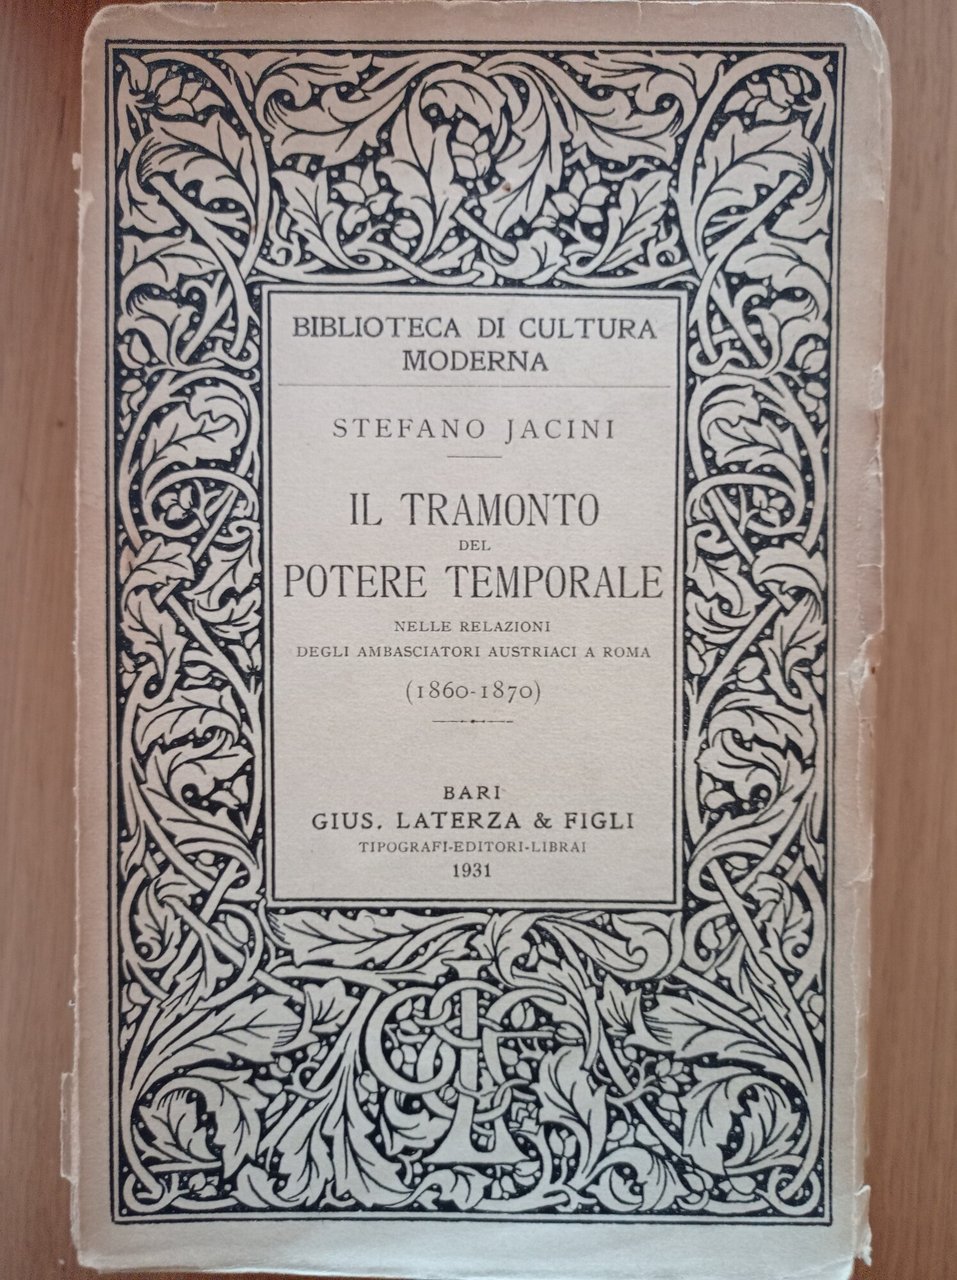 BIBLIOTECA DI CULTURA
MODERNA
STEFANO JACINI
IL TRAMONTO
DEL
POTERE TEMPORALE
NELLE RELAZIONI
DEGLI AMBASCIATORI AUSTRIACI A ROMA
(1860-1870)
BARI
GIUS. LATERZA & FIGLI
TIPOGRAFI-EDITORI-LIBRAI
1931